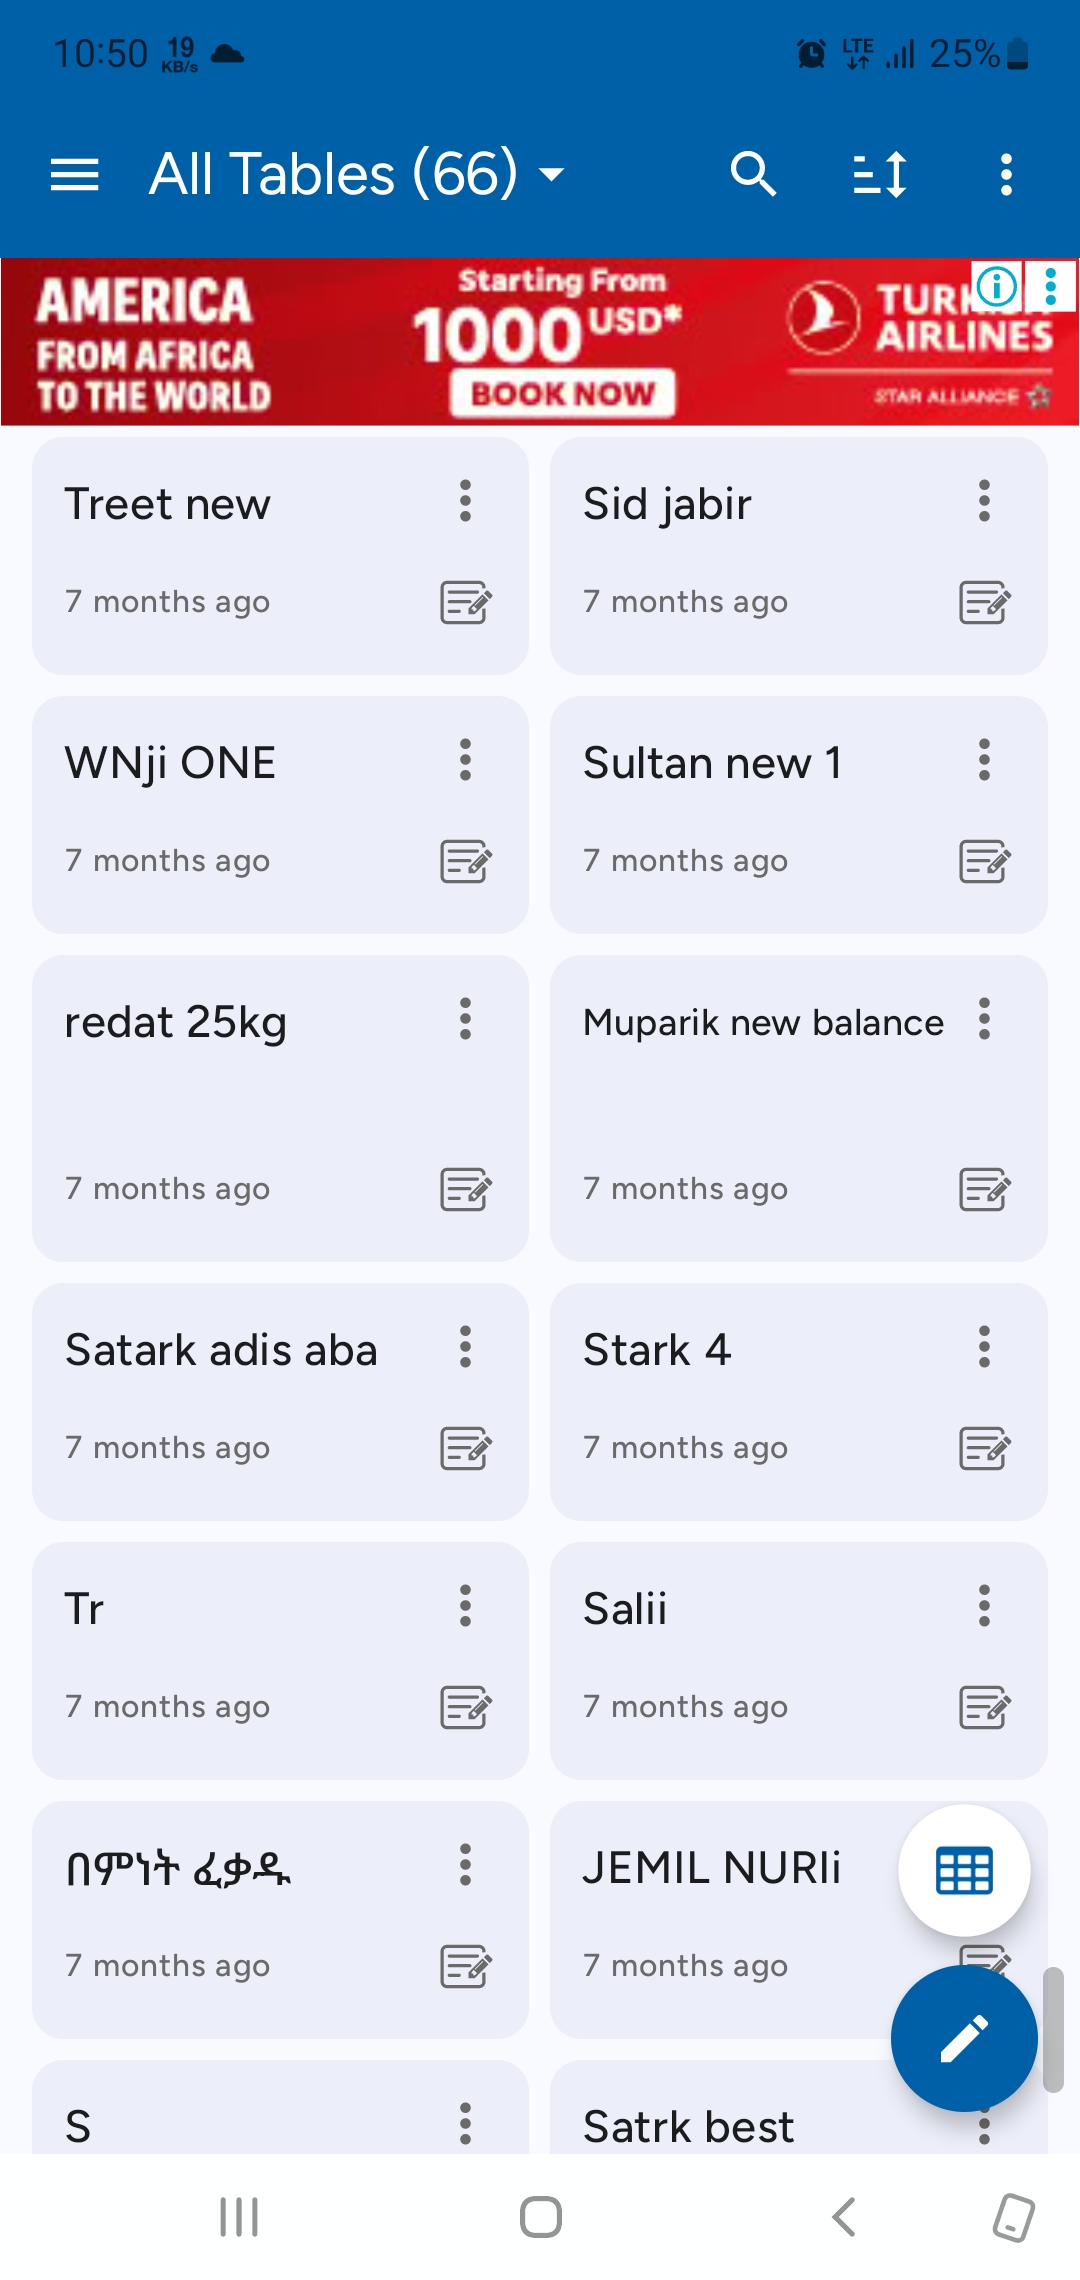 10:50 19 KB/s LTE 25%
All Tables (66)
AMERICA
FROM AFRICA
TO THE WORLD
Starting From
1000 USD*
BOOK NOW
AIRLINES
STAR ALLIANCE
Treet new
7 months ago
Sid jabir
7 months ago
WNji ONE
7 months ago
Sultan new 1
7 months ago
redat 25kg
7 months ago
Muparik new balance
7 months ago
Satark adis aba
7 months ago
Stark 4
7 months ago
Tr
7 months ago
Salii
7 months ago
በምነት ፈቃዱ
7 months ago
JEMIL NURIi
7 months ago
S
Satrk best